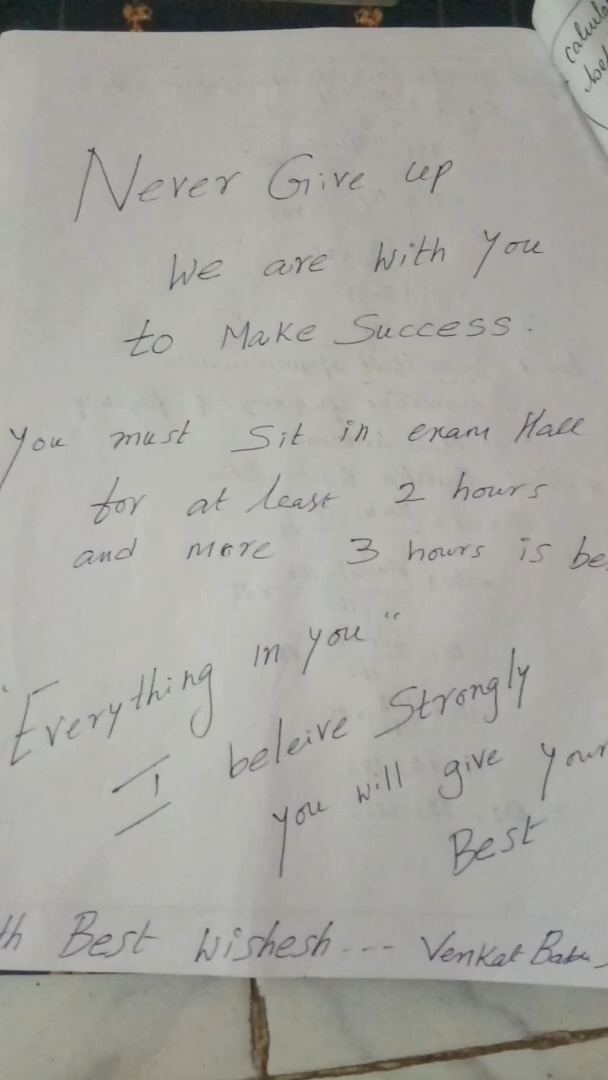 Never Give up
We are with you
to Make Success.
You must Sit in exam Hall
for at least 2 hours
and more 3 hours is be
"Everything in you"
I beleive Strongly
you will give your
Best
th Best wishesh --- Venkat Babu